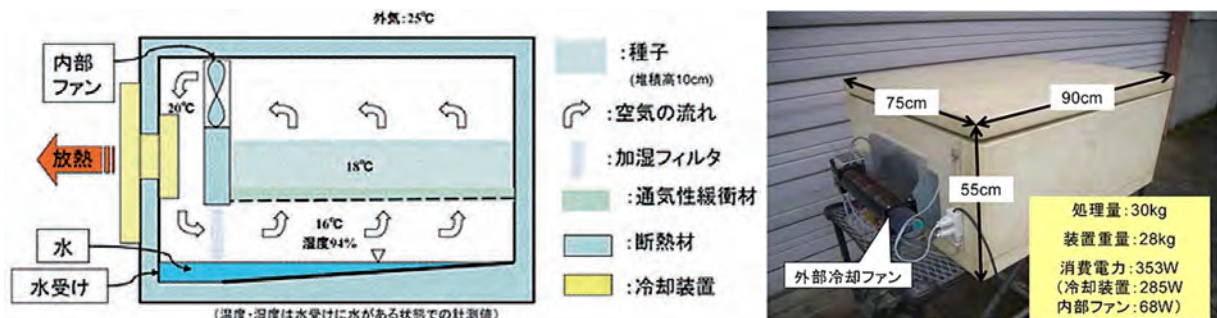 外気:25℃
内部
ファン
20℃
放熱
18℃
16℃
湿度94%
水
水受け
(温度・湿度は水受けに水がある状態での計測値)
:種子
(堆積高10cm)
:空気の流れ
:加湿フィルタ
:通気性緩衝材
:断熱材
:冷却装置
75cm
90cm
55cm
外部冷却ファン
処理量:30kg
装置重量:28kg
消費電力:353W
(冷却装置:285W
内部ファン:68W)